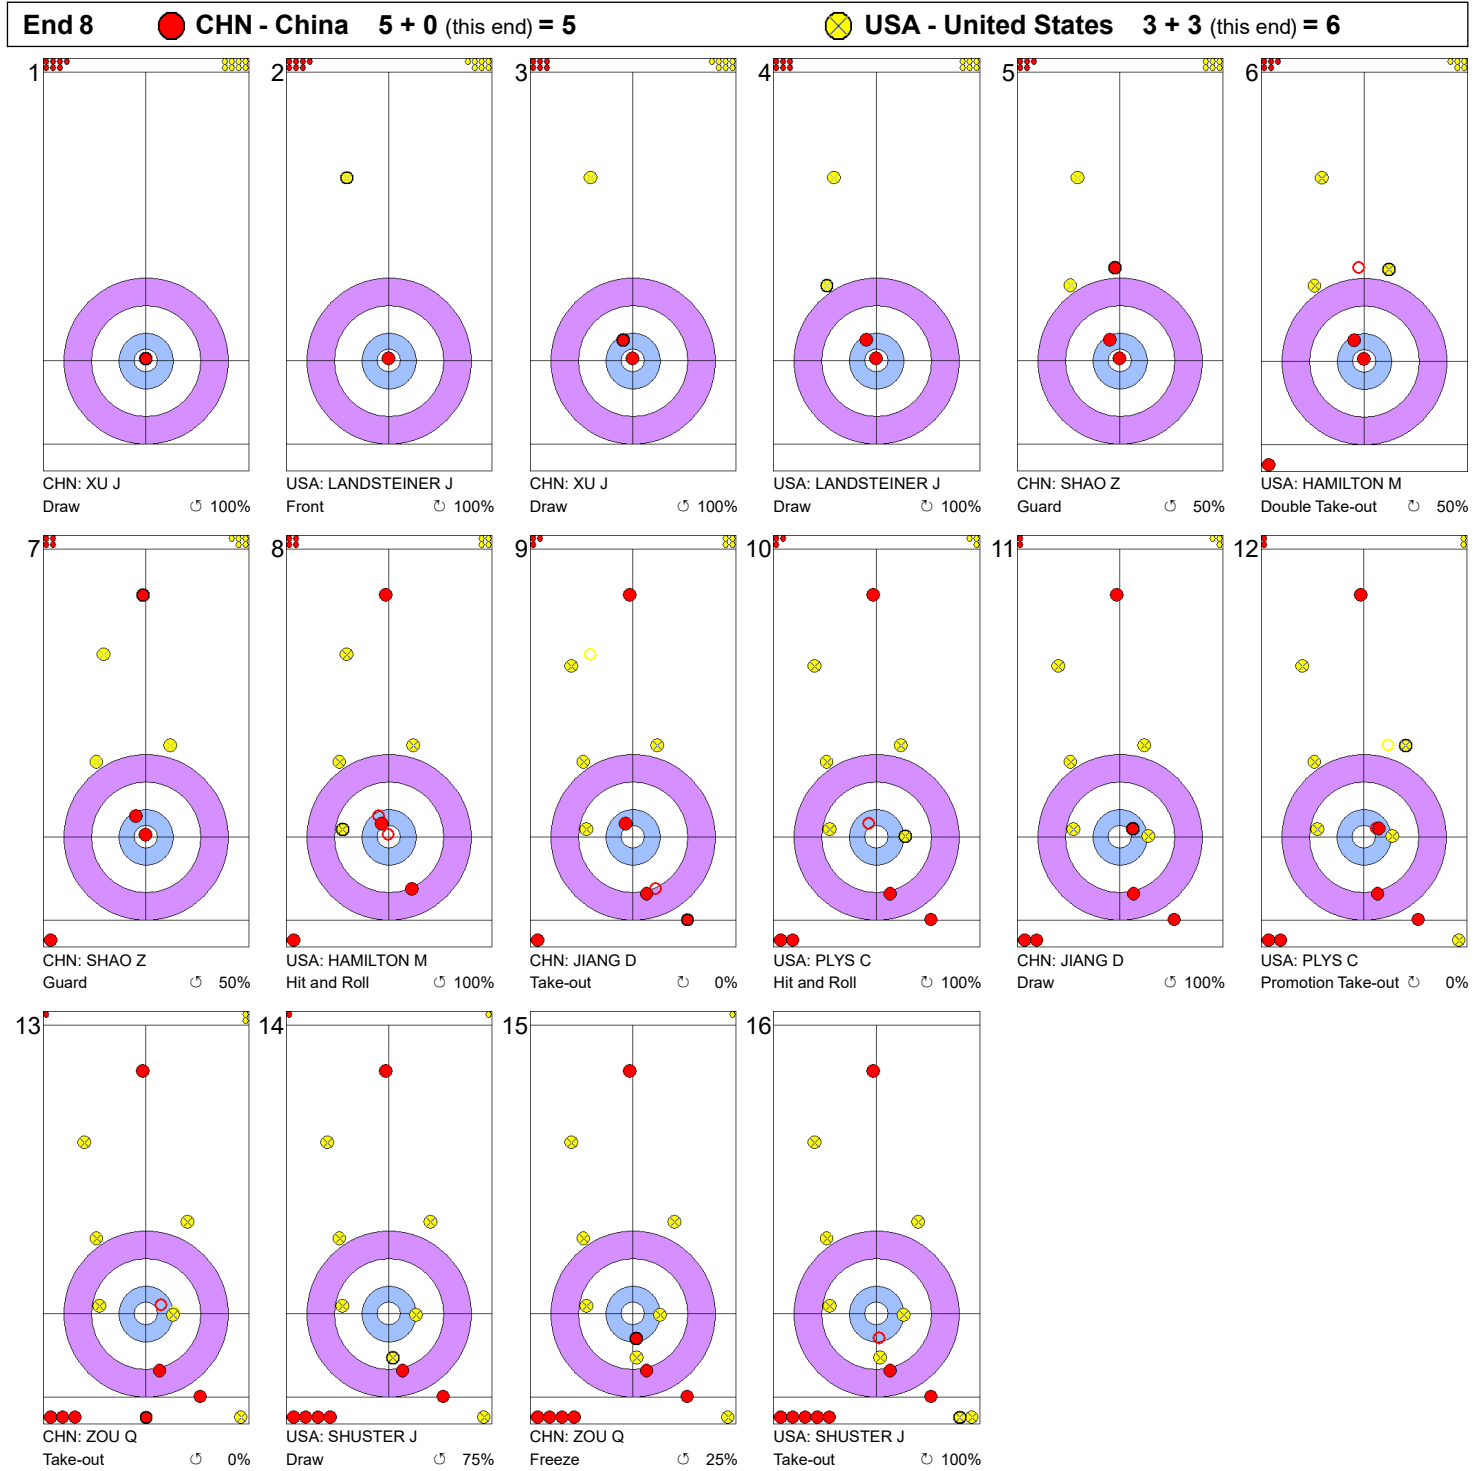 End 8 CHN - China 5 + 0 (this end) = 5 USA - United States 3 + 3 (this end) = 6
1 2 3 4 5 6
CHN: XU J USA: LANDSTEINER J CHN: XU J USA: LANDSTEINER J CHN: SHAO Z USA: HAMILTON M
Draw ↺ 100% Front ↻ 100% Draw ↺ 100% Draw ↻ 100% Guard ↺ 50% Double Take-out ↻ 50%
7 8 9 10 11 12
CHN: SHAO Z USA: HAMILTON M CHN: JIANG D USA: PLYS C CHN: JIANG D USA: PLYS C
Guard ↺ 50% Hit and Roll ↺ 100% Take-out ↻ 0% Hit and Roll ↻ 100% Draw ↺ 100% Promotion Take-out ↻ 0%
13 14 15 16
CHN: ZOU Q USA: SHUSTER J CHN: ZOU Q USA: SHUSTER J
Take-out ↺ 0% Draw ↺ 75% Freeze ↺ 25% Take-out ↺ 100%